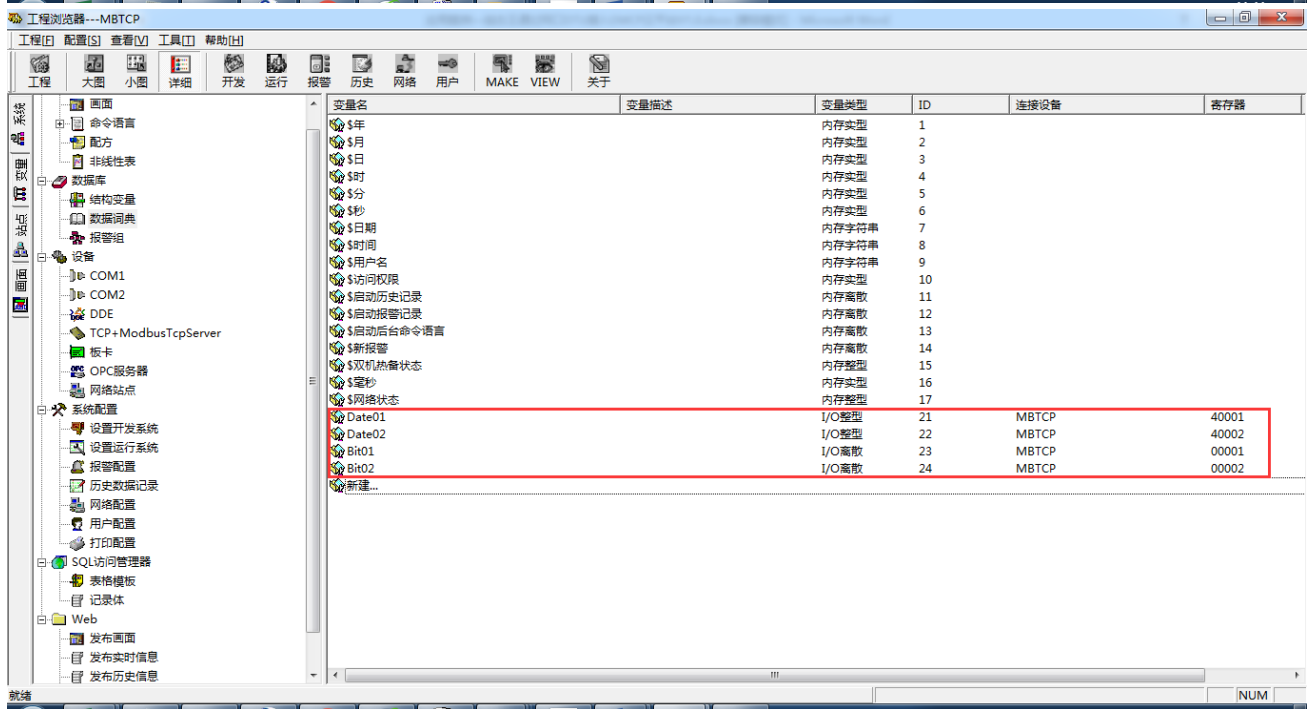 工程浏览器---MBTCP
工程[F] 配置[S] 查看[V] 工具[T] 帮助[H]
工程 大图 小图 详细 开发 运行 报警 历史 网络 用户 MAKE VIEW 关于
系统
变量
站点
画面
画面
命令语言
配方
非线性表
数据库
结构变量
数据词典
报警组
设备
COM1
COM2
DDE
TCP+ModbusTcpServer
板卡
OPC服务器
网络站点
系统配置
设置开发系统
设置运行系统
报警配置
历史数据记录
网络配置
用户配置
打印配置
SQL访问管理器
表格模板
记录体
Web
发布画面
发布实时信息
发布历史信息
变量名 变量描述 变量类型 ID 连接设备 寄存器
$年 内存实型 1
$月 内存实型 2
$日 内存实型 3
$时 内存实型 4
$分 内存实型 5
$秒 内存实型 6
$日期 内存字符串 7
$时间 内存字符串 8
$用户名 内存字符串 9
$访问权限 内存实型 10
$启动历史记录 内存离散 11
$启动报警记录 内存离散 12
$启动后台命令语言 内存离散 13
$新报警 内存离散 14
$双机热备状态 内存整型 15
$毫秒 内存实型 16
$网络状态 内存整型 17
Date01 I/O整型 21 MBTCP 40001
Date02 I/O整型 22 MBTCP 40002
Bit01 I/O离散 23 MBTCP 00001
Bit02 I/O离散 24 MBTCP 00002
新建...
就绪 NUM